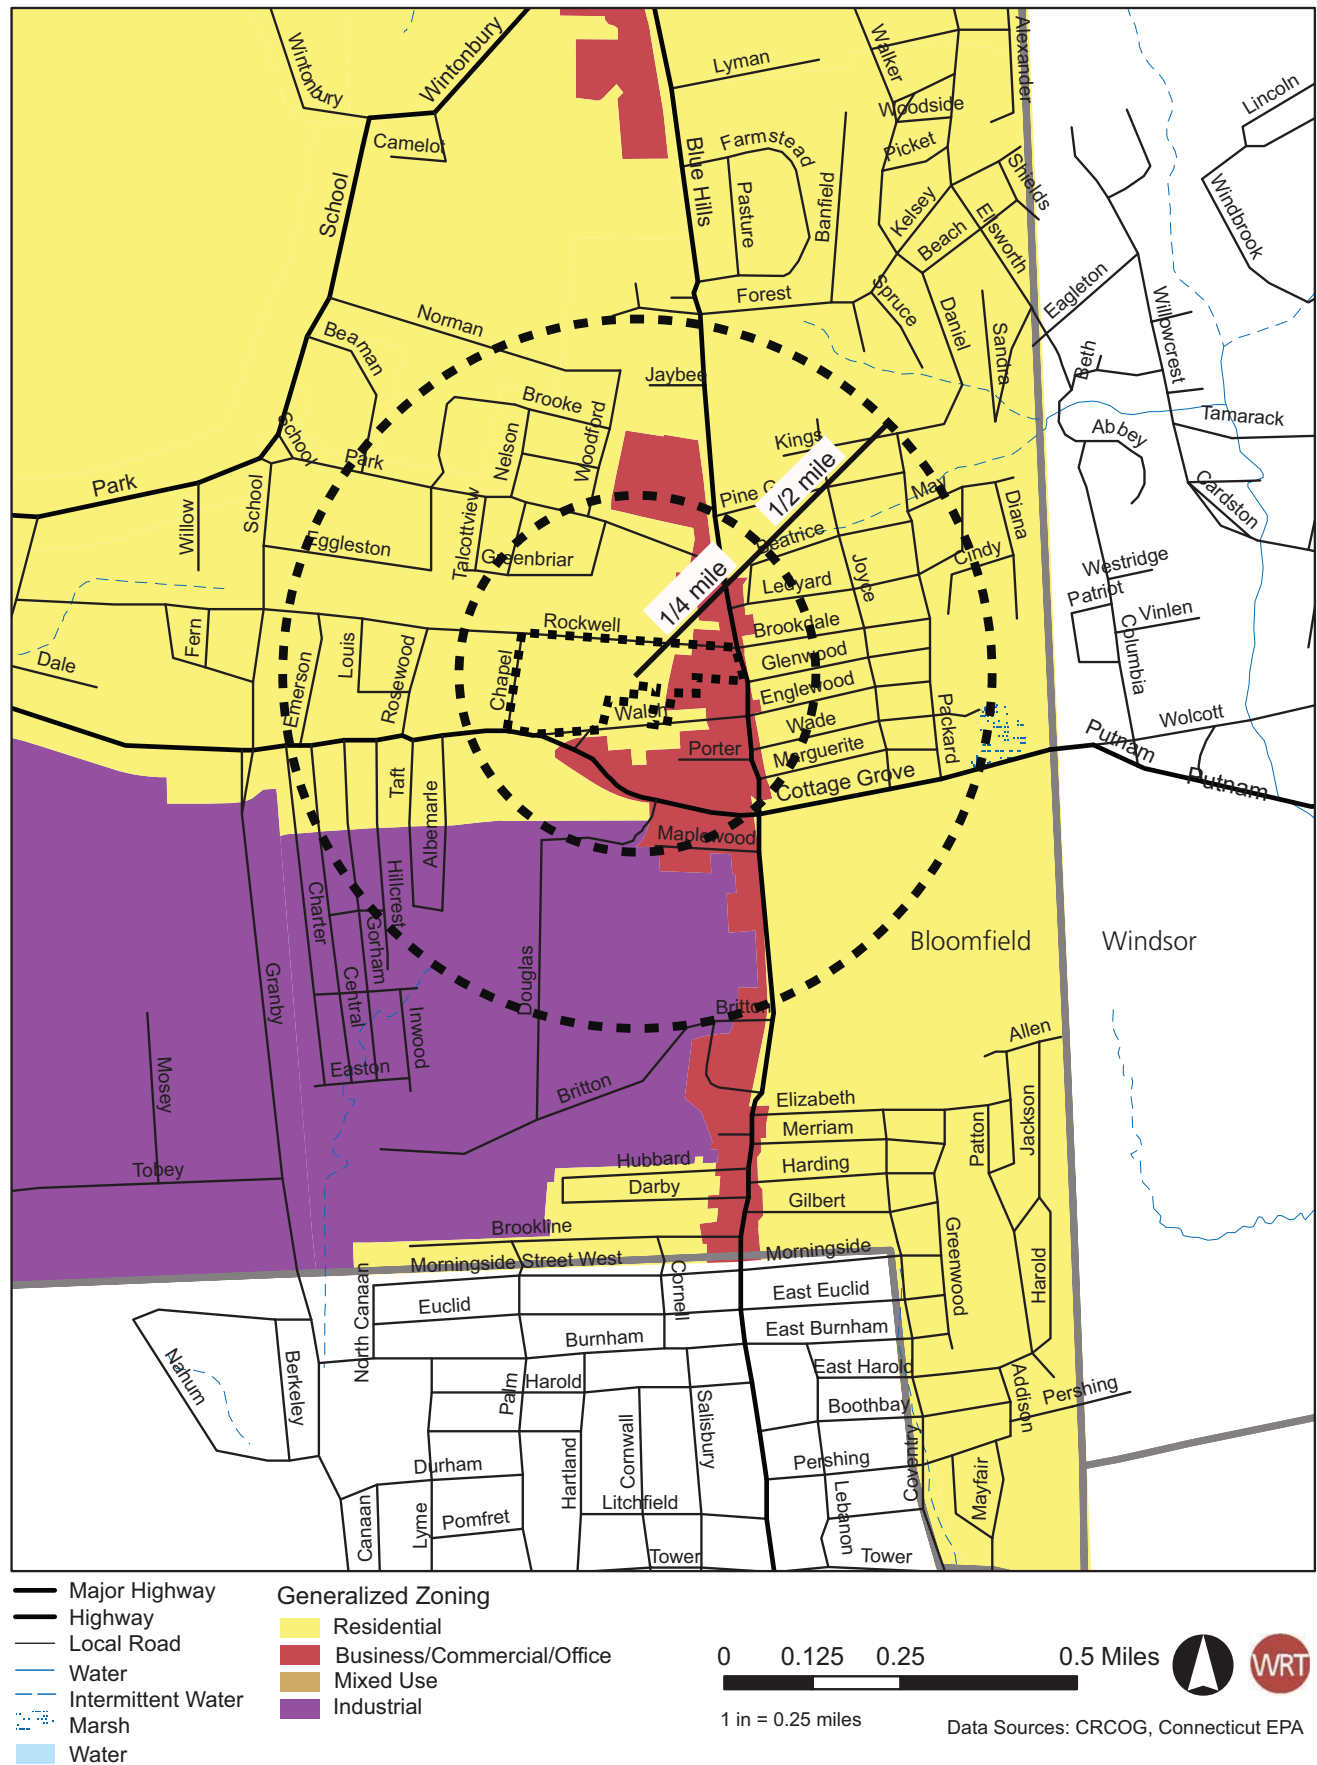 Wintonbury
Wintonbury
Camelot
School
Lyman
Walker
Alexander
Woodside
Picket
Farmstead
Blue Hills
Pasture
Banfield
Kelsey
Shields
Beach
Ellsworth
Lincoln
Windbrook
Forest
Spruce
Daniel
Sandra
Eagleton
Willowcrest
Norman
Beaman
Jaybee
Beth
Brooke
Woodford
Nelson
School
Park
Kings
Abbey
Tamarack
Park
School
Willow
Talcottview
Eggleston
Greenbriar
1/2 mile
May
Diana
Cardston
Beatrice
Cindy
Joyce
Ledyard
1/4 mile
Westridge
Patriot
Vinlen
Columbia
Rockwell
Brookdale
Glenwood
Englewood
Fern
Louis
Rosewood
Emerson
Dale
Chapel
Walsh
Wade
Porter
Marguerite
Packard
Wolcott
Putnam
Putnam
Cottage Grove
Taft
Albemarle
Maplewood
Charter
Hillcrest
Gorham
Central
Granby
Douglas
Bloomfield
Windsor
Britton
Inwood
Easton
Mosey
Britton
Allen
Elizabeth
Merriam
Patton
Jackson
Tobey
Hubbard
Darby
Harding
Gilbert
Brookline
Morningside Street West
Morningside
Greenwood
Harold
North Canaan
Cornell
Euclid
East Euclid
Burnham
East Burnham
Nahum
Berkeley
Palm
Harold
East Harold
Addison
Pershing
Boothbay
Salisbury
Cornwall
Hartland
Coventry
Durham
Pershing
Mayfair
Litchfield
Lebanon
Canaan
Lyme
Pomfret
Tower
Tower
Major Highway
Highway
Local Road
Water
Intermittent Water
Marsh
Water
Generalized Zoning
Residential
Business/Commercial/Office
Mixed Use
Industrial
0 0.125 0.25 0.5 Miles
1 in = 0.25 miles
WRT
Data Sources: CRCOG, Connecticut EPA